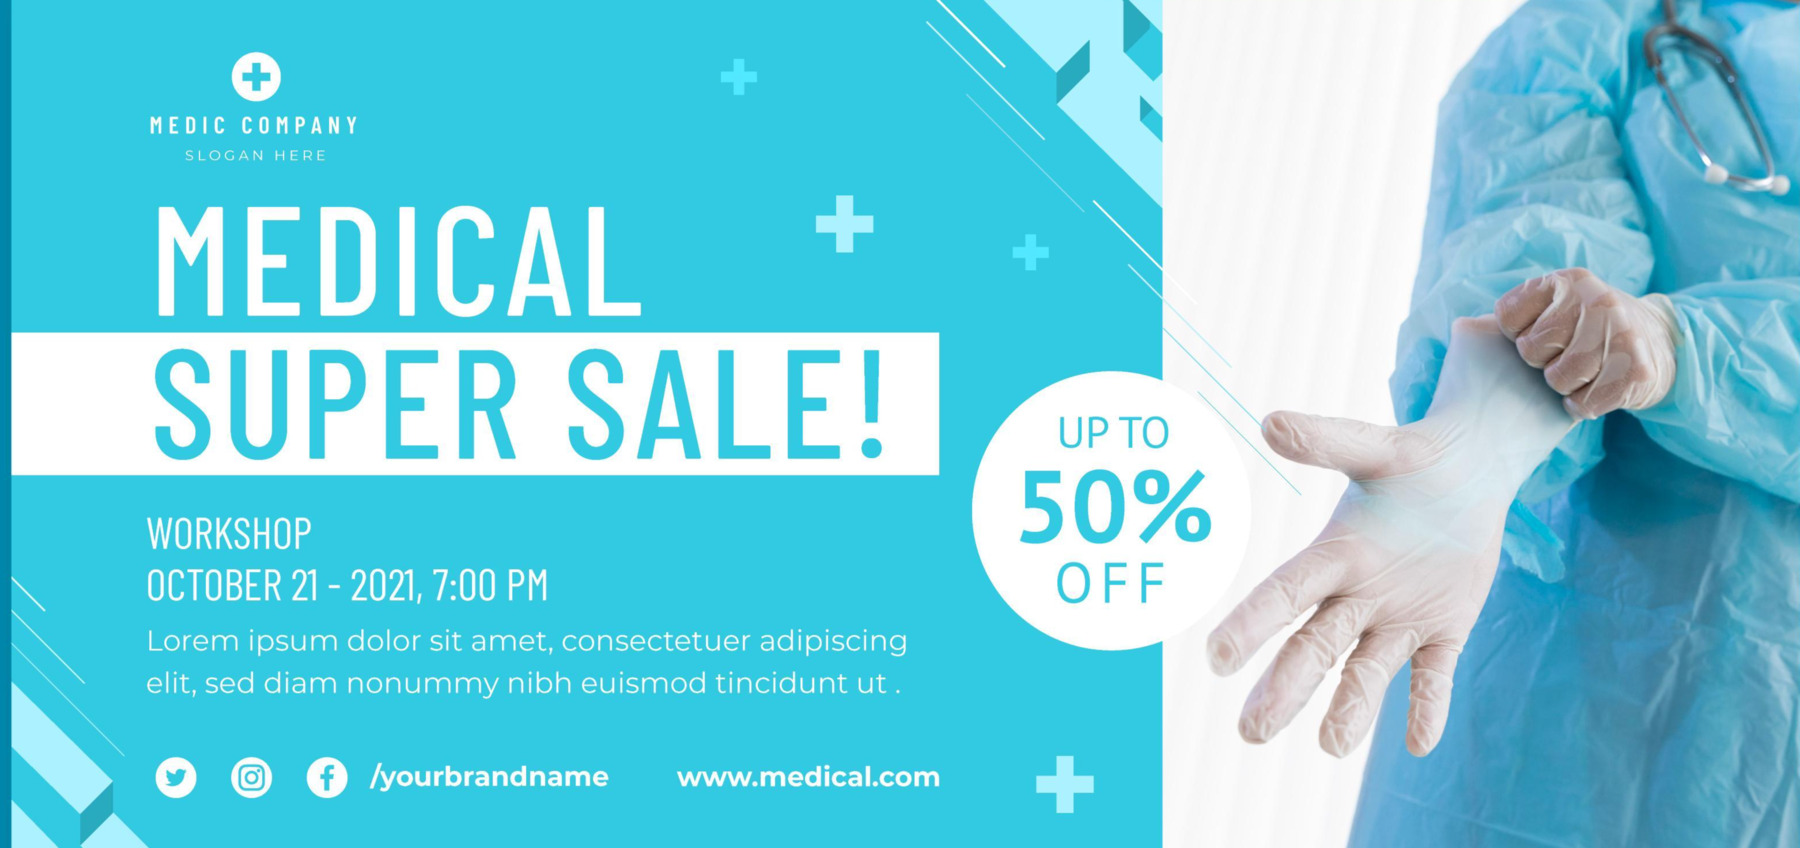 MEDIC COMPANY
SLOGAN HERE
MEDICAL
SUPER SALE!
WORKSHOP
OCTOBER 21 - 2021, 7:00 PM
Lorem ipsum dolor sit amet, consectetuer adipiscing
elit, sed diam nonummy nibh euismod tincidunt ut .
/yourbrandname
www.medical.com
UP TO
50%
OFF